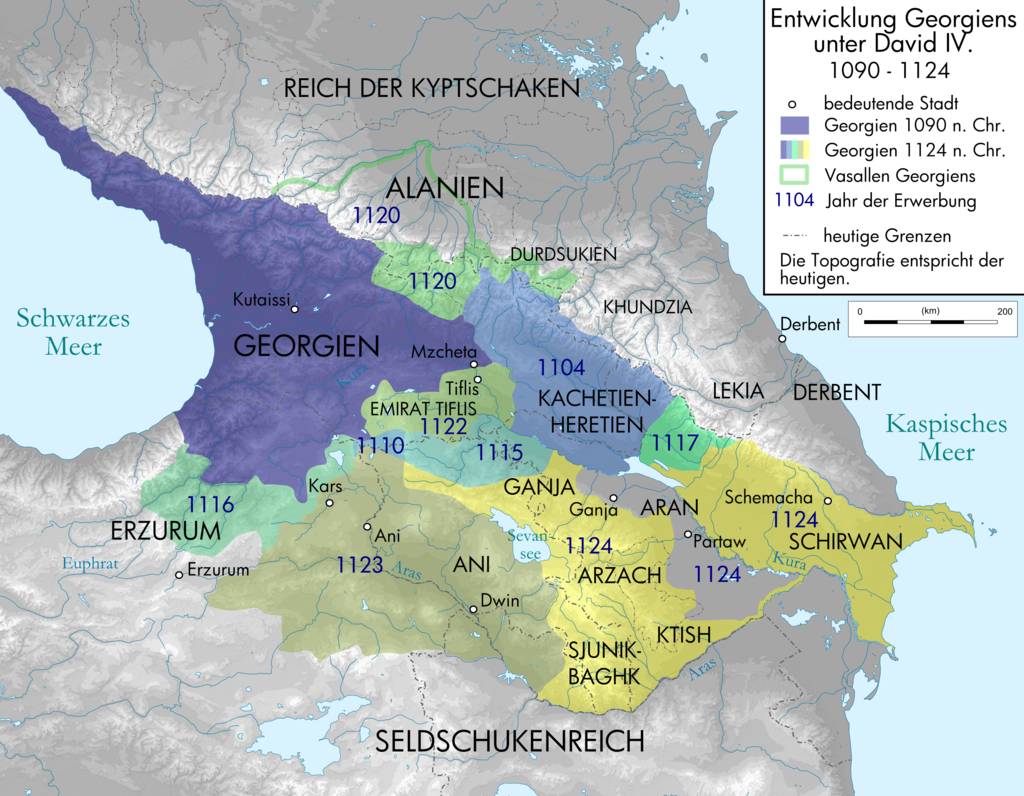 Entwicklung Georgiens
unter David IV.
1090 - 1124
bedeutende Stadt
Georgien 1090 n. Chr.
Georgien 1124 n. Chr.
Vasallen Georgiens
1104 Jahr der Erwerbung
heutige Grenzen
Die Topografie entspricht der
heutigen.
0 (km) 200
REICH DER KYPTSCHAKEN
ALANIEN
1120
DURDSUKIEN
1120
KHUNDZIA
Kutaissi
Schwarzes
Meer
GEORGIEN
Mzcheta
Kura
Tiflis
EMIRAT TIFLIS
1122
1104
KACHETIEN-
HERETIEN
LEKIA
DERBENT
Derbent
Kaspisches
Meer
1110
1115
1117
1116
ERZURUM
Kars
Ani
GANJA
Ganja
ARAN
Schemacha
1124
SCHIRWAN
Sevan-
see
1124
Partaw
Kura
Euphrat
Erzurum
1123
Aras
ANI
ARZACH
1124
Dwin
KTISH
SJUNIK-
BAGHK
Aras
SELDSCHUKENREICH